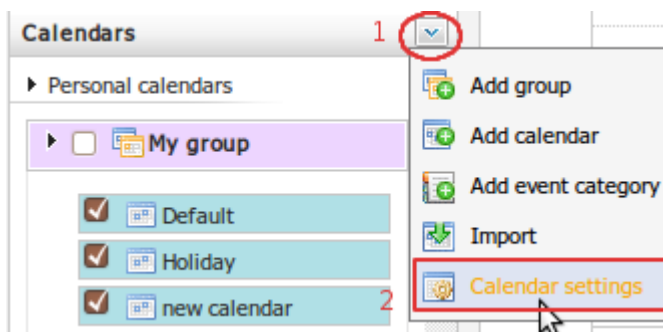 Calendars 1
Personal calendars
My group
Default
Holiday
new calendar
Add group
Add calendar
Add event category
Import
2 Calendar settings